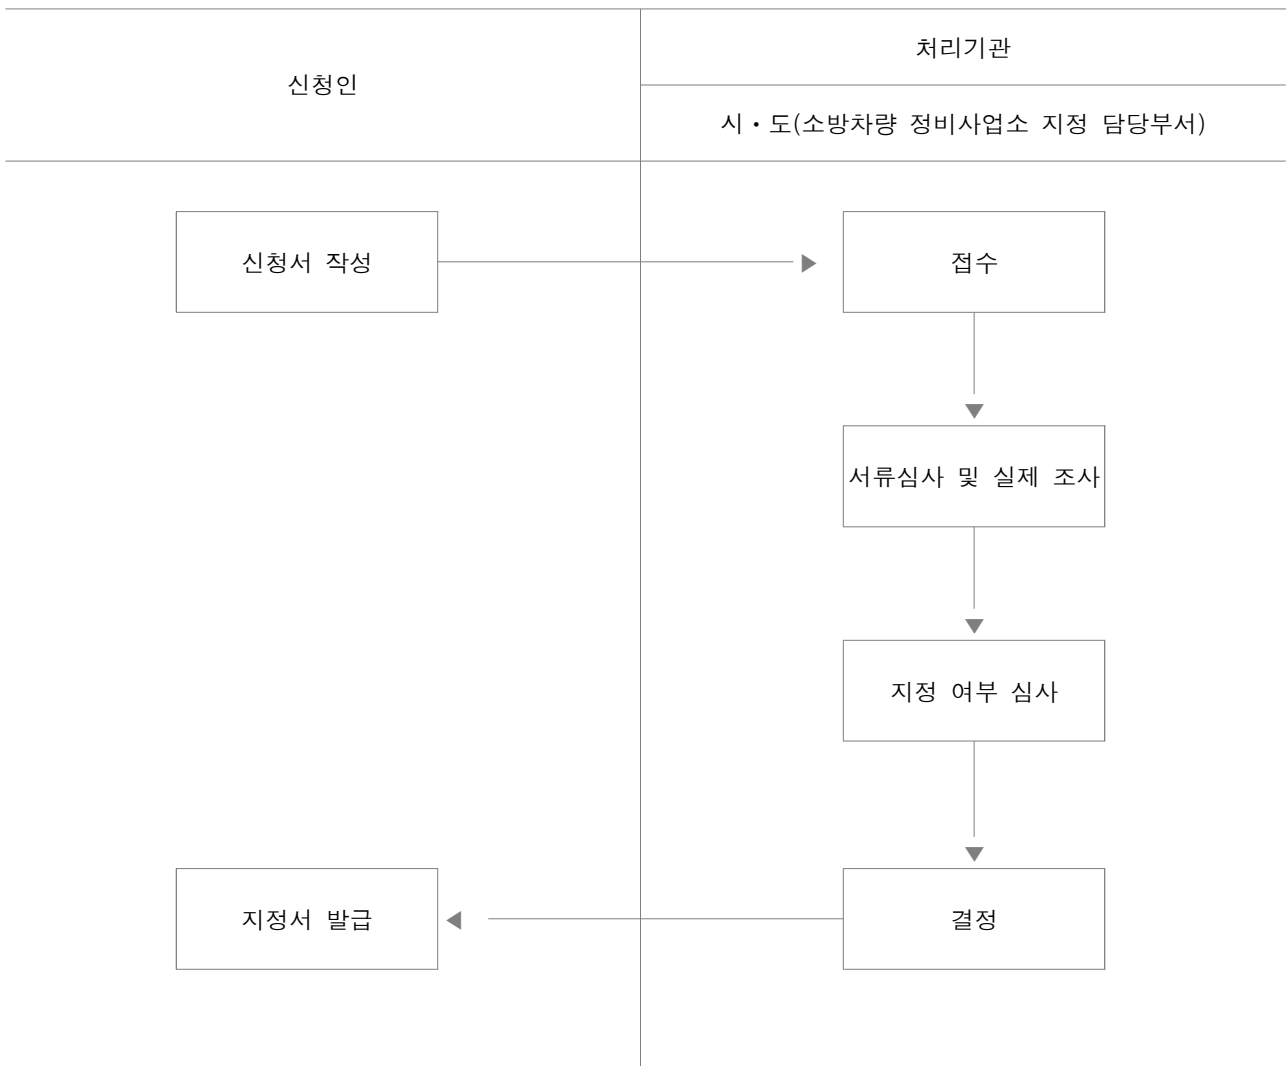 신청인
처리기관
시・도(소방차량 정비사업소 지정 담당부서)
신청서 작성
접수
서류심사 및 실제 조사
지정 여부 심사
지정서 발급
결정